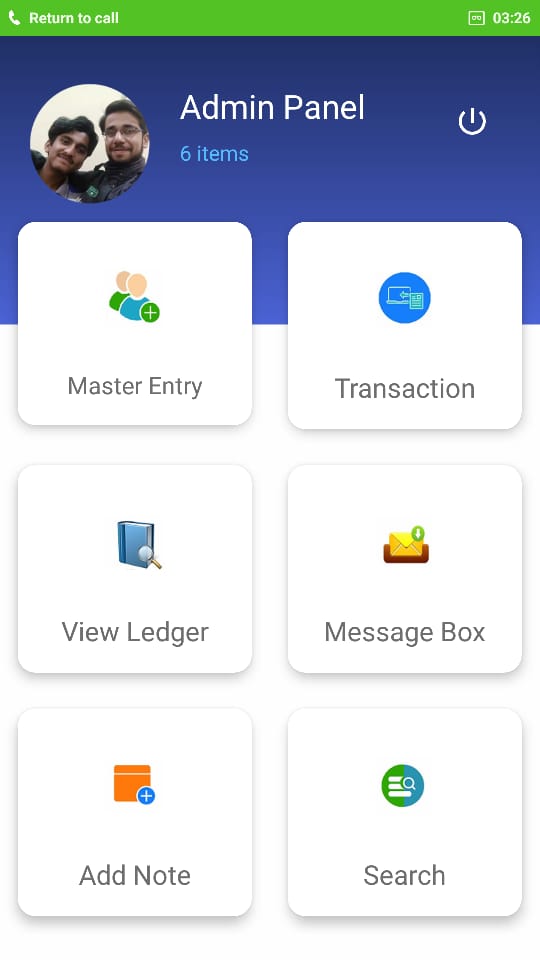 Return to call
03:26
Admin Panel
6 items
Master Entry
Transaction
View Ledger
Message Box
Add Note
Search